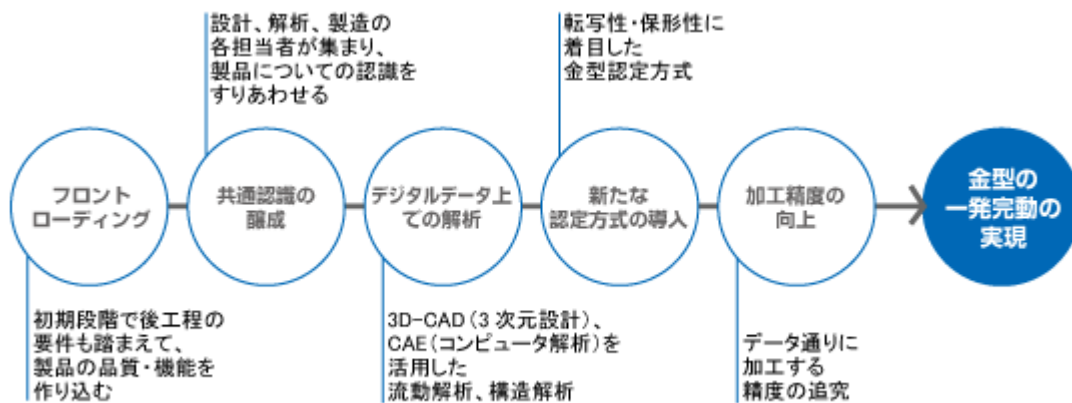 設計、解析、製造の
各担当者が集まり、
製品についての認識を
すりあわせる
転写性・保形性に
着目した
金型認定方式
フロント
ローディング
共通認識の
醸成
デジタルデータ上
での解析
新たな
認定方式の導入
加工精度の
向上
金型の
一発完動の
実現
初期段階で後工程の
要件も踏まえて、
製品の品質・機能を
作り込む
3D-CAD(3次元設計)、
CAE(コンピュータ解析)を
活用した
流動解析、構造解析
データ通りに
加工する
精度の追究